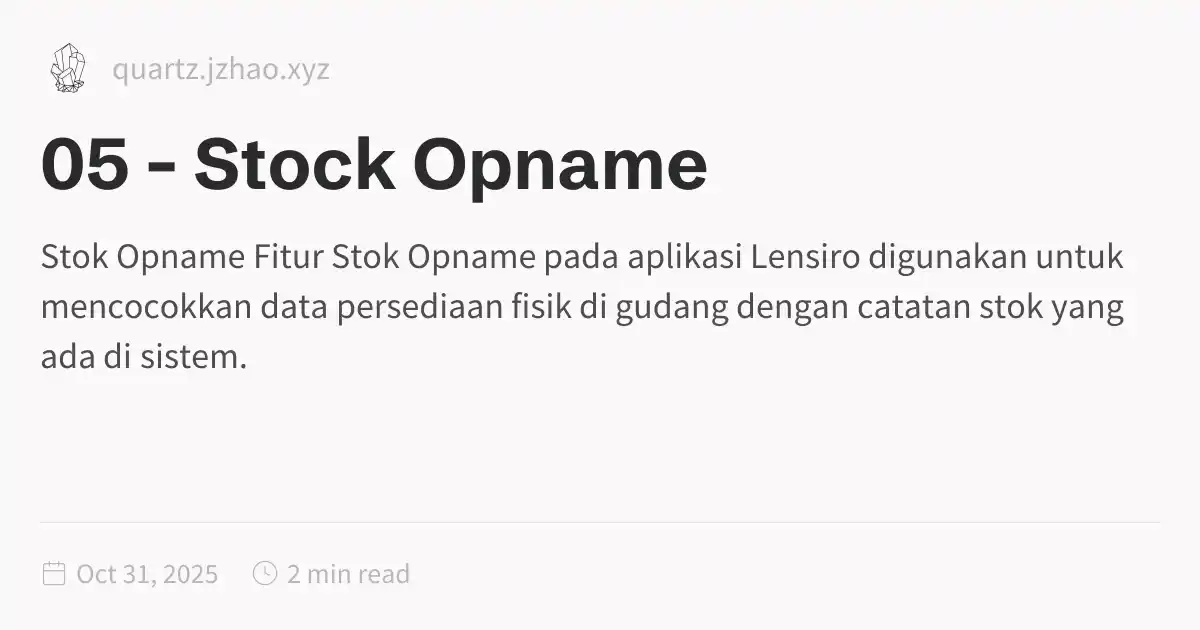 quartz.jzhao.xyz
05 - Stock Opname
Stok Opname Fitur Stok Opname pada aplikasi Lensiro digunakan untuk
mencocokkan data persediaan fisik di gudang dengan catatan stok yang
ada di sistem.
Oct 31, 2025 2 min read